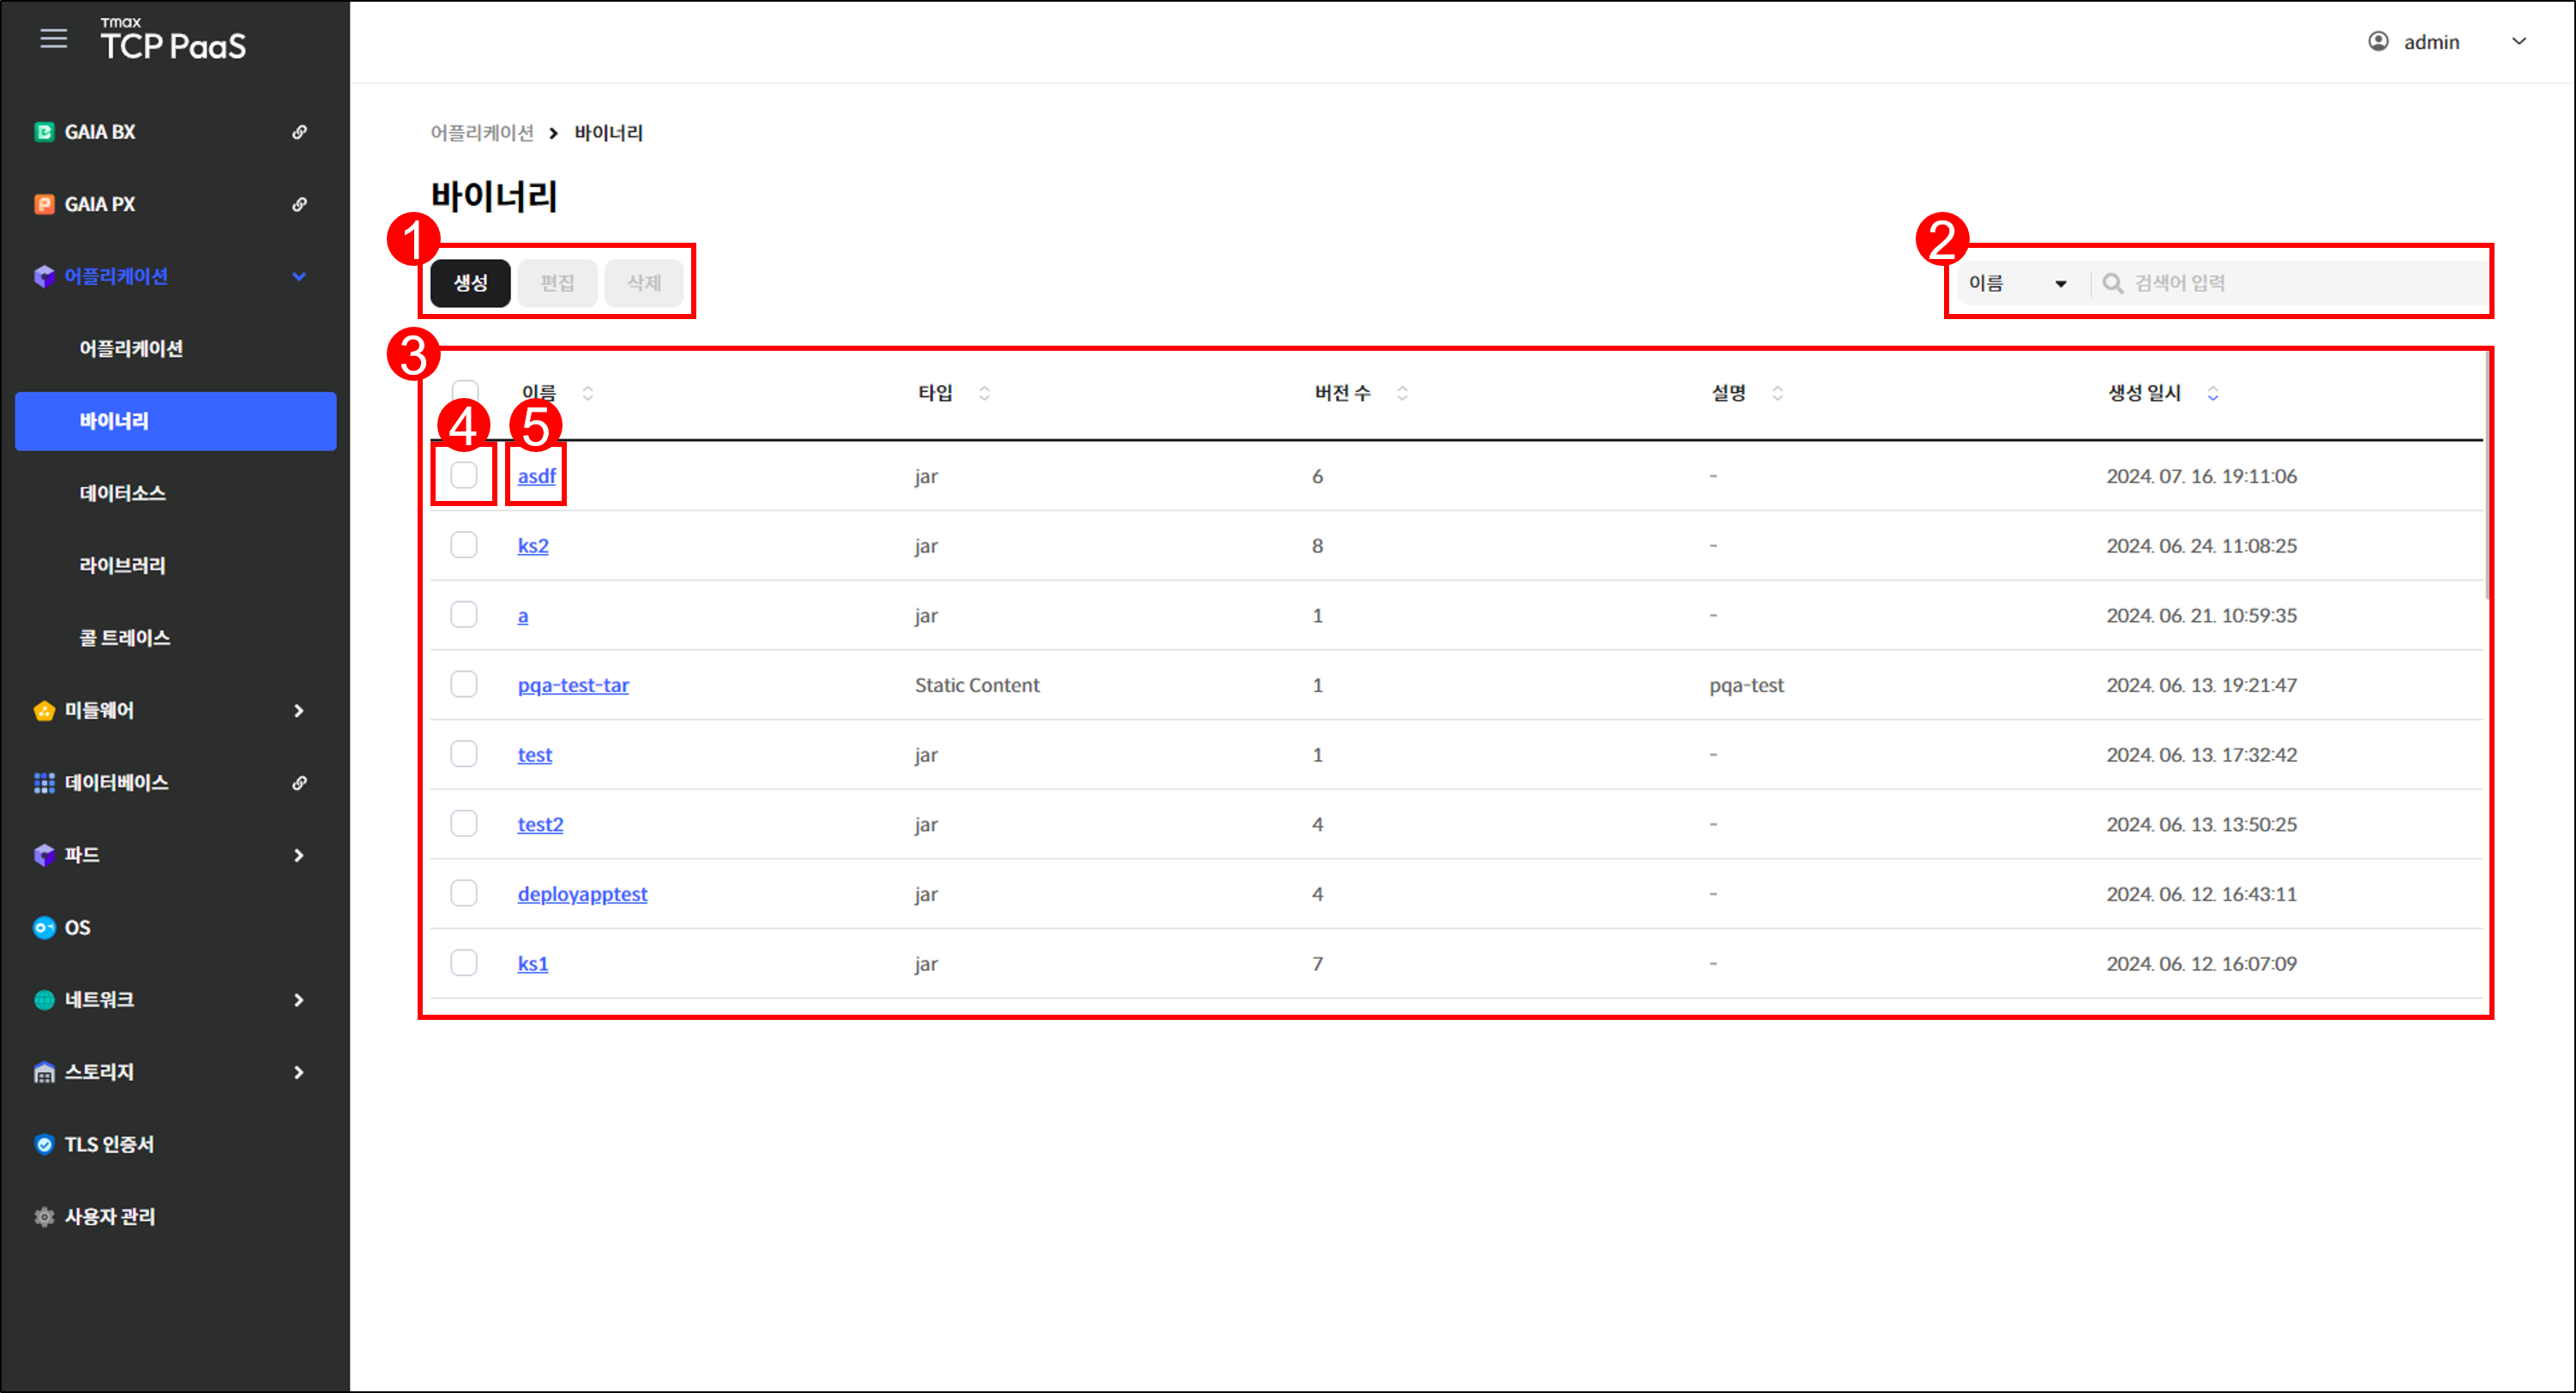 Tmax
TCP PaaS
admin
GAIA BX
GAIA PX
어플리케이션
어플리케이션
바이너리
데이터소스
라이브러리
콜 트레이스
미들웨어
데이터베이스
파드
OS
네트워크
스토리지
TLS 인증서
사용자 관리
어플리케이션 > 바이너리
바이너리
1
생성 편집 삭제
2
이름 검색어 입력
3
이름 타입 버전 수 설명 생성 일시
4 5
asdf jar 6 - 2024. 07. 16. 19:11:06
ks2 jar 8 - 2024. 06. 24. 11:08:25
a jar 1 - 2024. 06. 21. 10:59:35
pqa-test-tar Static Content 1 pqa-test 2024. 06. 13. 19:21:47
test jar 1 - 2024. 06. 13. 17:32:42
test2 jar 4 - 2024. 06. 13. 13:50:25
deployapptest jar 4 - 2024. 06. 12. 16:43:11
ks1 jar 7 - 2024. 06. 12. 16:07:09